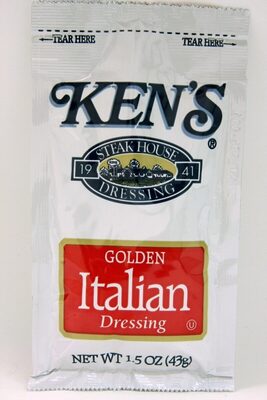 TEAR HERE TEAR HERE
KEN'S®
STEAK HOUSE
19 41
DRESSING
GOLDEN
Italian
Dressing Ⓤ
NET WT 1.5 OZ (43g)